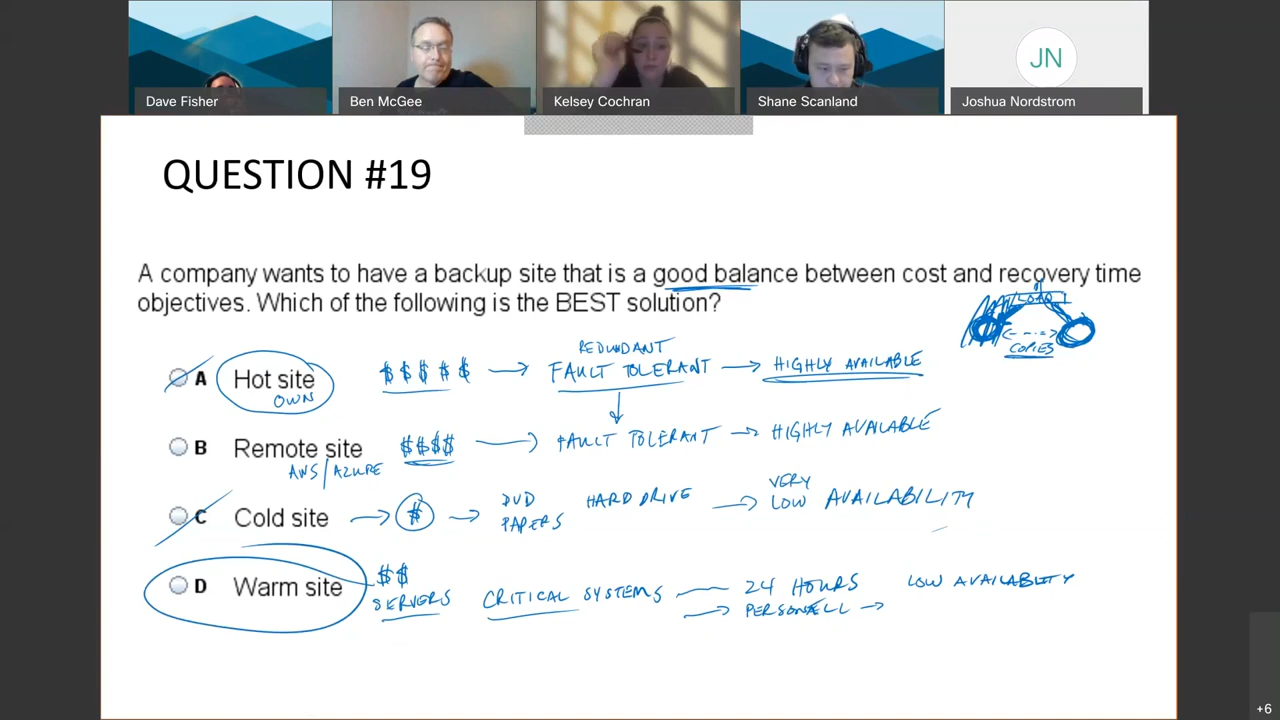 Dave Fisher
Ben McGee
Kelsey Cochran
Shane Scanland
JN
Joshua Nordstrom
QUESTION #19
A company wants to have a backup site that is a good balance between cost and recovery time
objectives. Which of the following is the BEST solution?
LOAD
COPIES
REDUNDANT
A Hot site $$$$$ → FAULT TOLERANT → HIGHLY AVAILABLE
OWN
B Remote site $$$$ → FAULT TOLERANT → HIGHLY AVAILABLE
AWS/AZURE
VERY
C Cold site → $ → DVD HARD DRIVE → LOW AVAILABILITY
PAPERS
$$
D Warm site SERVERS CRITICAL SYSTEMS 24 HOURS LOW AVAILABLITY
→ PERSONELL →
+6